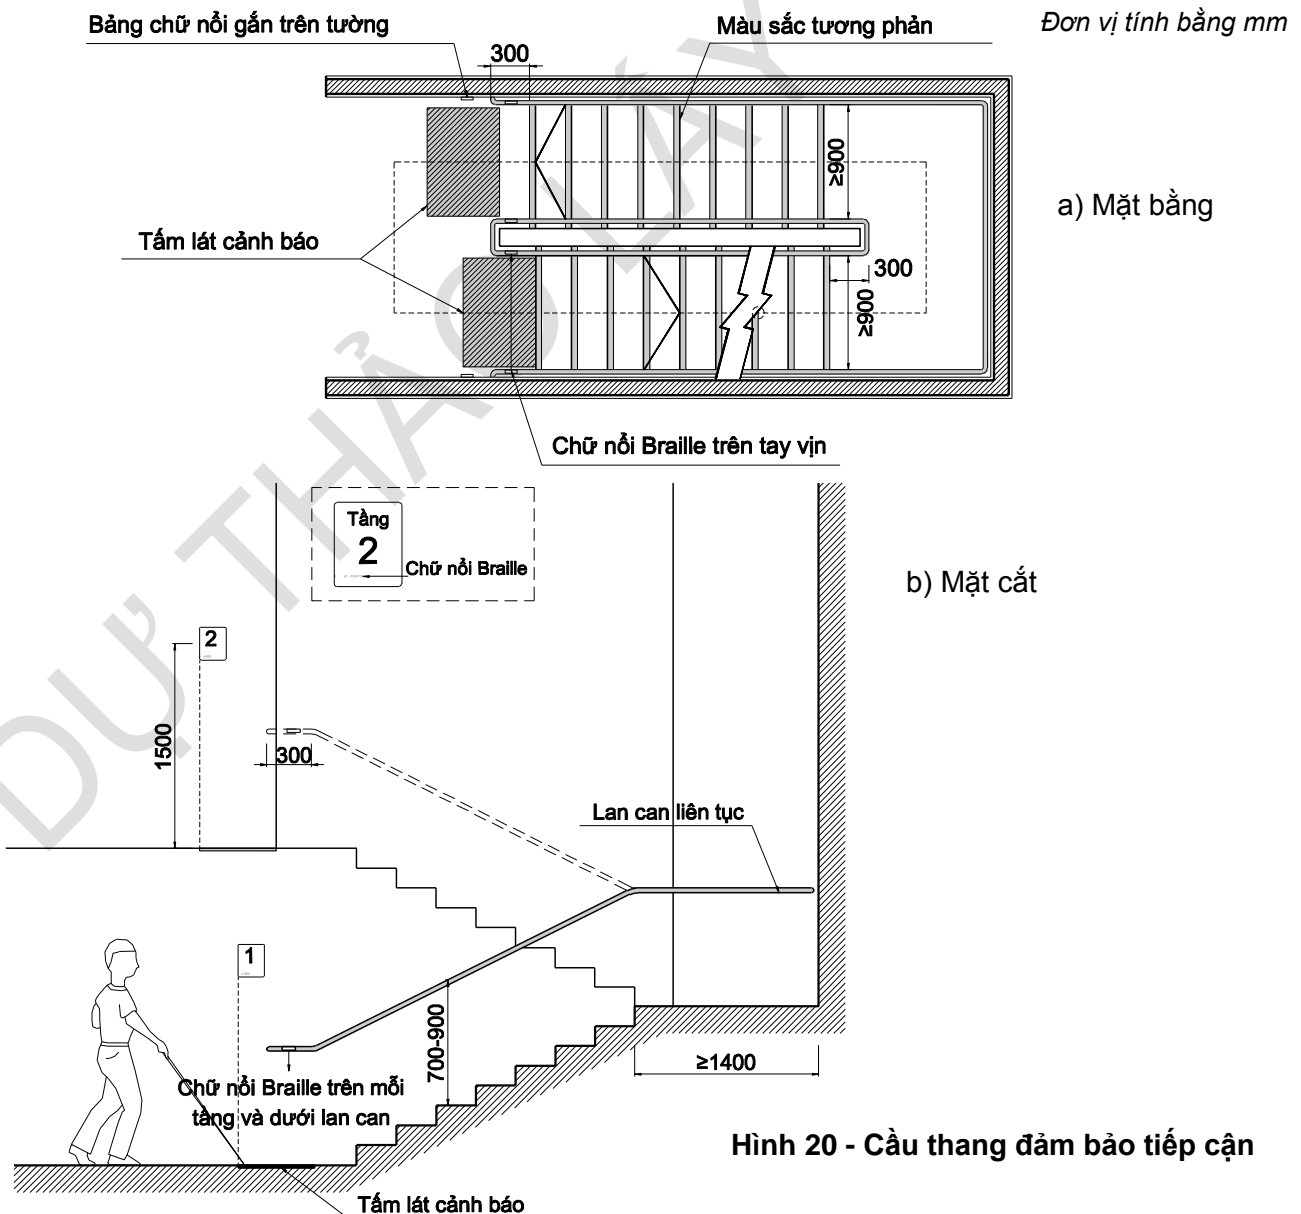 Bảng chữ nổi gắn trên tường
Màu sắc tương phản
Đơn vị tính bằng mm
300
≥900
a) Mặt bằng
Tấm lát cảnh báo
300
≥900
Chữ nổi Braille trên tay vịn
Tầng
2
Chữ nổi Braille
b) Mặt cắt
2
1500
300
Lan can liên tục
1
700-900
≥1400
Chữ nổi Braille trên mỗi
tầng và dưới lan can
Hình 20 - Cầu thang đảm bảo tiếp cận
Tấm lát cảnh báo
DỰ THẢO LẤY